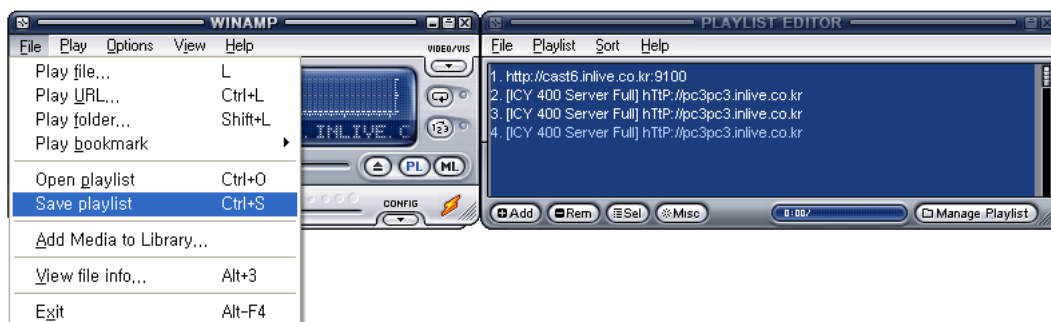 WINAMP
File Play Options View Help
VIDEO/VIS
Play file... L
Play URL... Ctrl+L
Play folder... Shift+L
Play bookmark
Open playlist Ctrl+O
Save playlist Ctrl+S
Add Media to Library...
View file info... Alt+3
Exit Alt-F4
. INLIVE. C
PL ML
CONFIG
PLAYLIST EDITOR
File Playlist Sort Help
1. http://cast6.inlive.co.kr:9100
2. [ICY 400 Server Full] hTtP://pc3pc3.inlive.co.kr
3. [ICY 400 Server Full] hTtP://pc3pc3.inlive.co.kr
4. [ICY 400 Server Full] hTtP://pc3pc3.inlive.co.kr
Add Rem Sel Misc 0:00/ Manage Playlist